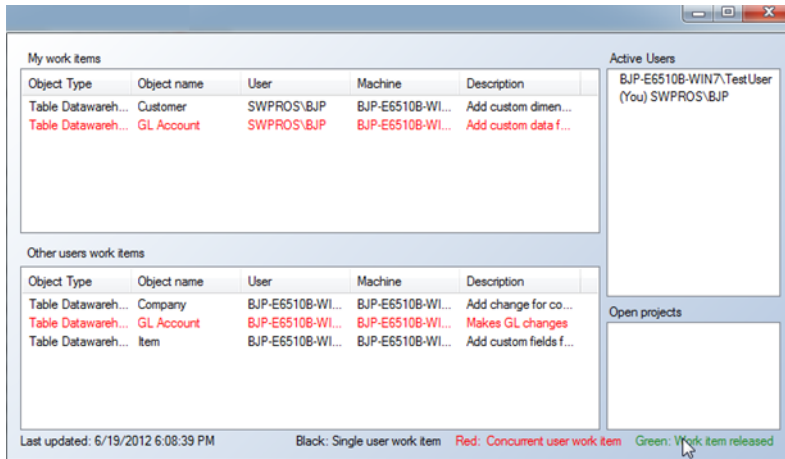 My work items
Object Type Object name User Machine Description
Table Datawareh... Customer SWPROS\BJP BJP-E6510B-WI... Add custom dimen...
Table Datawareh... GL Account SWPROS\BJP BJP-E6510B-WI... Add custom data f...
Other users work items
Object Type Object name User Machine Description
Table Datawareh... Company BJP-E6510B-WI... BJP-E6510B-WI... Add change for co...
Table Datawareh... GL Account BJP-E6510B-WI... BJP-E6510B-WI... Makes GL changes
Table Datawareh... Item BJP-E6510B-WI... BJP-E6510B-WI... Add custom fields f...
Active Users
BJP-E6510B-WIN7\TestUser
(You) SWPROS\BJP
Open projects
Last updated: 6/19/2012 6:08:39 PM Black: Single user work item Red: Concurrent user work item Green: Work item released